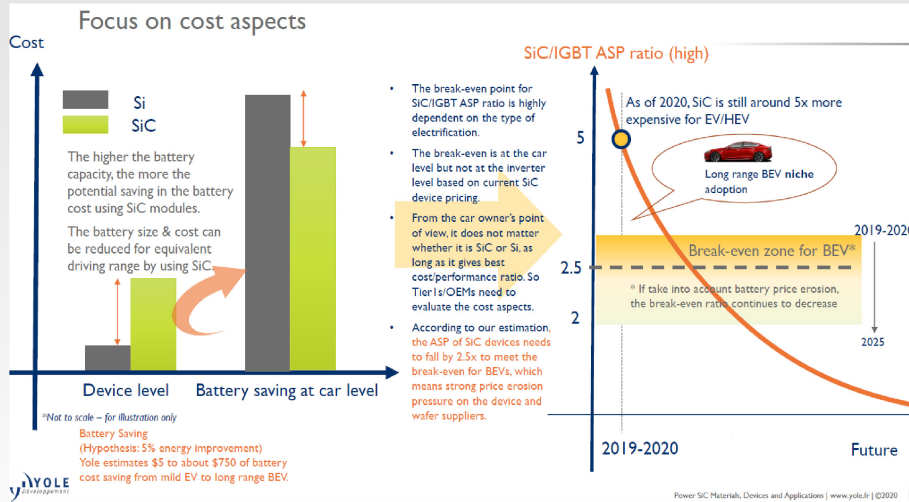 Focus on cost aspects
Cost
Si
SiC
The higher the battery
capacity, the more the
potential saving in the battery
cost using SiC modules.
The battery size & cost can
be reduced for equivalent
driving range by using SiC.
Device level
Battery saving at car level
*Not to scale – for illustration only
Battery Saving
(Hypothesis: 5% energy improvement)
Yole estimates $5 to about $750 of battery
cost saving from mild EV to long range BEV.
• The break-even point for
SiC/IGBT ASP ratio is highly
dependent on the type of
electrification.
• The break-even is at the car
level but not at the inverter
level based on current SiC
device pricing.
• From the car owner's point
of view, it does not matter
whether it is SiC or Si, as
long as it gives best
cost/performance ratio. So
Tier1s/OEMs need to
evaluate the cost aspects.
• According to our estimation,
the ASP of SiC devices needs
to fall by 2.5x to meet the
break-even for BEVs, which
means strong price erosion
pressure on the device and
wafer suppliers.
SiC/IGBT ASP ratio (high)
As of 2020, SiC is still around 5x more
expensive for EV/HEV
5
Long range BEV niche
adoption
2019-2020
Break-even zone for BEV*
2.5
* If take into account battery price erosion,
the break-even ratio continues to decrease
2
2025
2019-2020
Future
YOLE
Développement
Power SiC Materials, Devices and Applications | www.yole.fr | ©2020